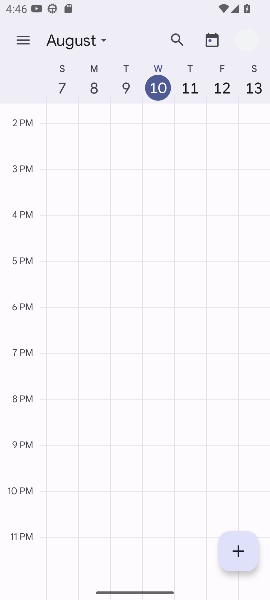 4:46
August
S M T W T F S
7 8 9 10 11 12 13
2 PM
3 PM
4 PM
5 PM
6 PM
7 PM
8 PM
9 PM
10 PM
11 PM
+